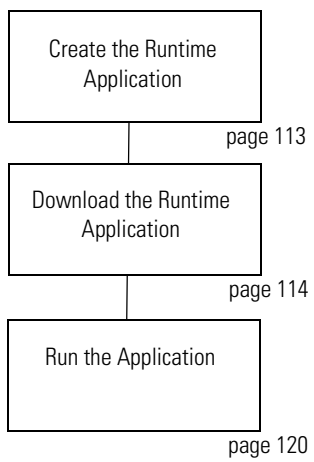 Create the Runtime
Application
page 113
Download the Runtime
Application
page 114
Run the Application
page 120